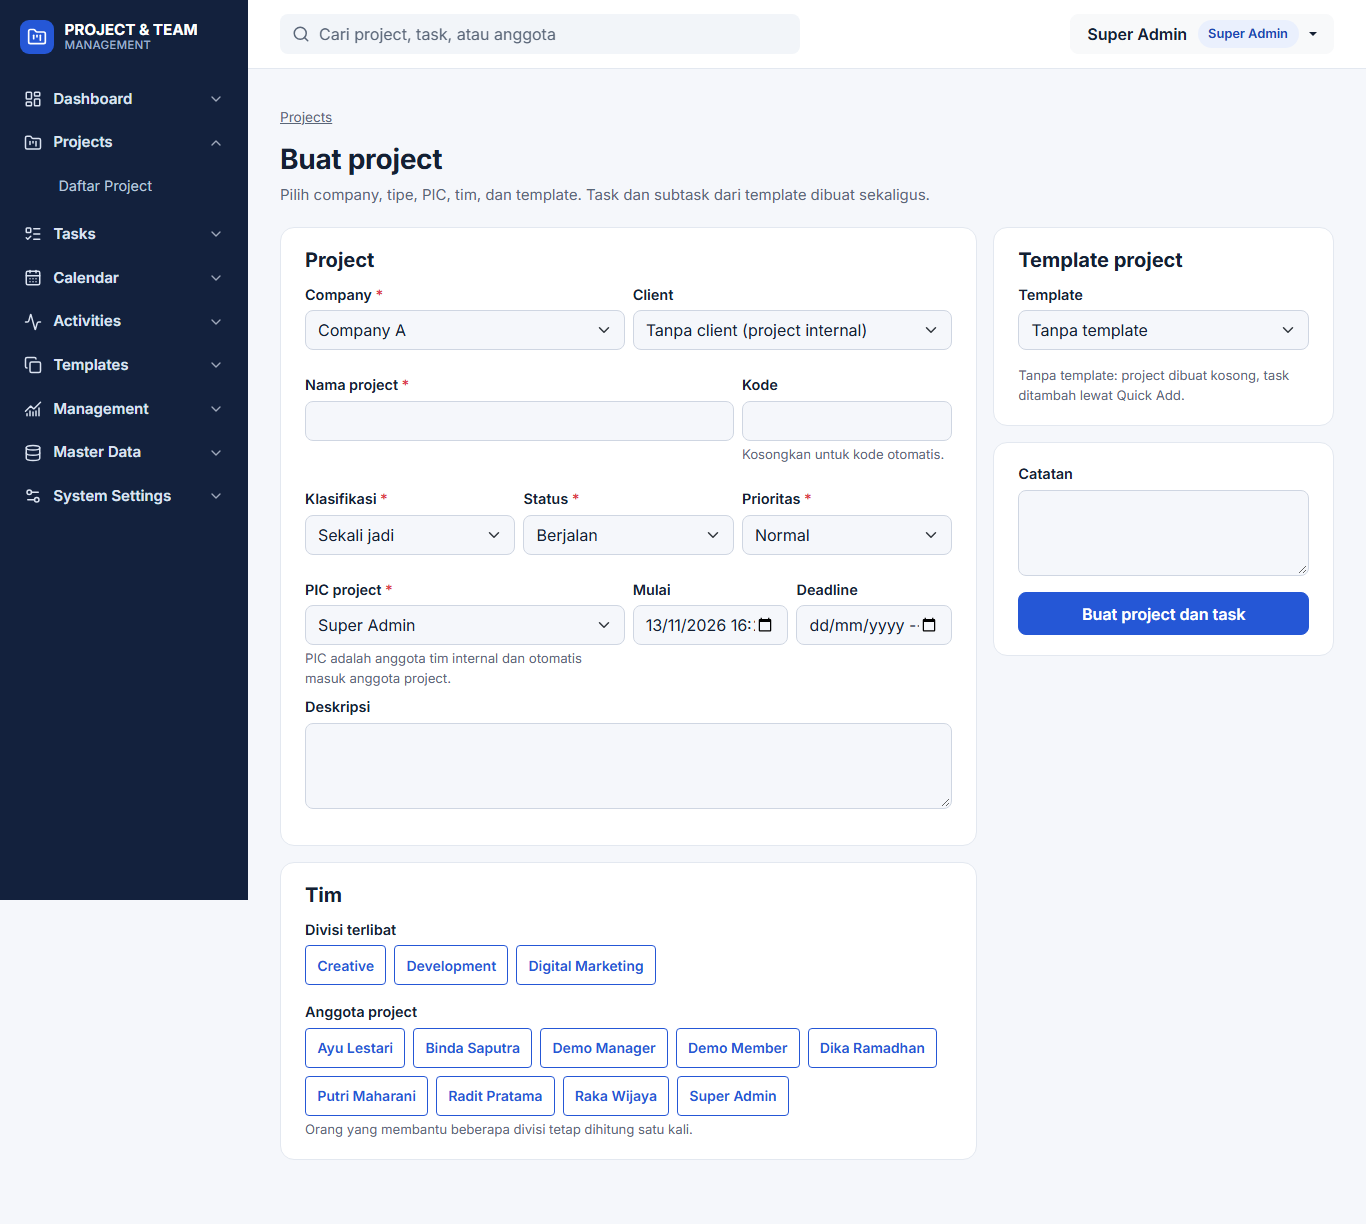 PROJECT & TEAM
MANAGEMENT
Dashboard
Projects
Daftar Project
Tasks
Calendar
Activities
Templates
Management
Master Data
System Settings
Cari project, task, atau anggota
Super Admin Super Admin
Projects
Buat project
Pilih company, tipe, PIC, tim, dan template. Task dan subtask dari template dibuat sekaligus.
Project
Company * Client
Company A Tanpa client (project internal)
Nama project * Kode
Kosongkan untuk kode otomatis.
Klasifikasi * Status * Prioritas *
Sekali jadi Berjalan Normal
PIC project * Mulai Deadline
Super Admin 13/11/2026 16: dd/mm/yyyy --
PIC adalah anggota tim internal dan otomatis
masuk anggota project.
Deskripsi
Template project
Template
Tanpa template
Tanpa template: project dibuat kosong, task
ditambah lewat Quick Add.
Catatan
Buat project dan task
Tim
Divisi terlibat
Creative Development Digital Marketing
Anggota project
Ayu Lestari Binda Saputra Demo Manager Demo Member Dika Ramadhan
Putri Maharani Radit Pratama Raka Wijaya Super Admin
Orang yang membantu beberapa divisi tetap dihitung satu kali.